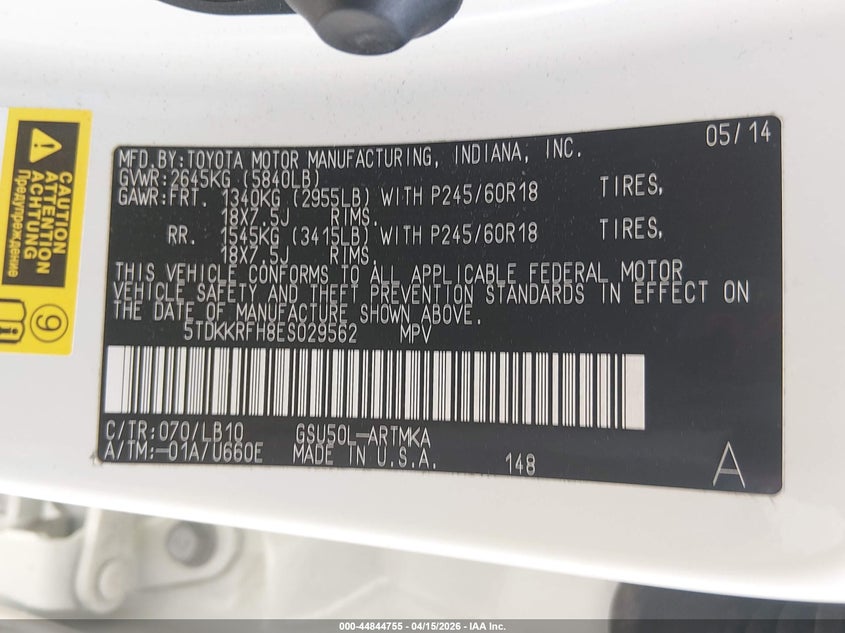 05/14
MFD.BY:TOYOTA MOTOR MANUFACTURING, INDIANA, INC.
GVWR:2645KG (5840LB)
GAWR:FRT. 1340KG (2955LB) WITH P245/60R18 TIRES,
18X7.5J RIMS.
RR. 1545KG (3415LB) WITH P245/60R18 TIRES,
18X7.5J RIMS.
THIS VEHICLE CONFORMS TO ALL APPLICABLE FEDERAL MOTOR
VEHICLE SAFETY AND THEFT PREVENTION STANDARDS IN EFFECT ON
THE DATE OF MANUFACTURE SHOWN ABOVE.
5TDKKRFH8ES029562 MPV
C/TR:070/LB10 GSU50L-ARTMKA
A/TM:-01A/U660E MADE IN U.S.A. 148 A
CAUTION
ATTENTION
ACHTUNG
Предупреждение
9
000-44844755 - 04/15/2026 - IAA Inc.